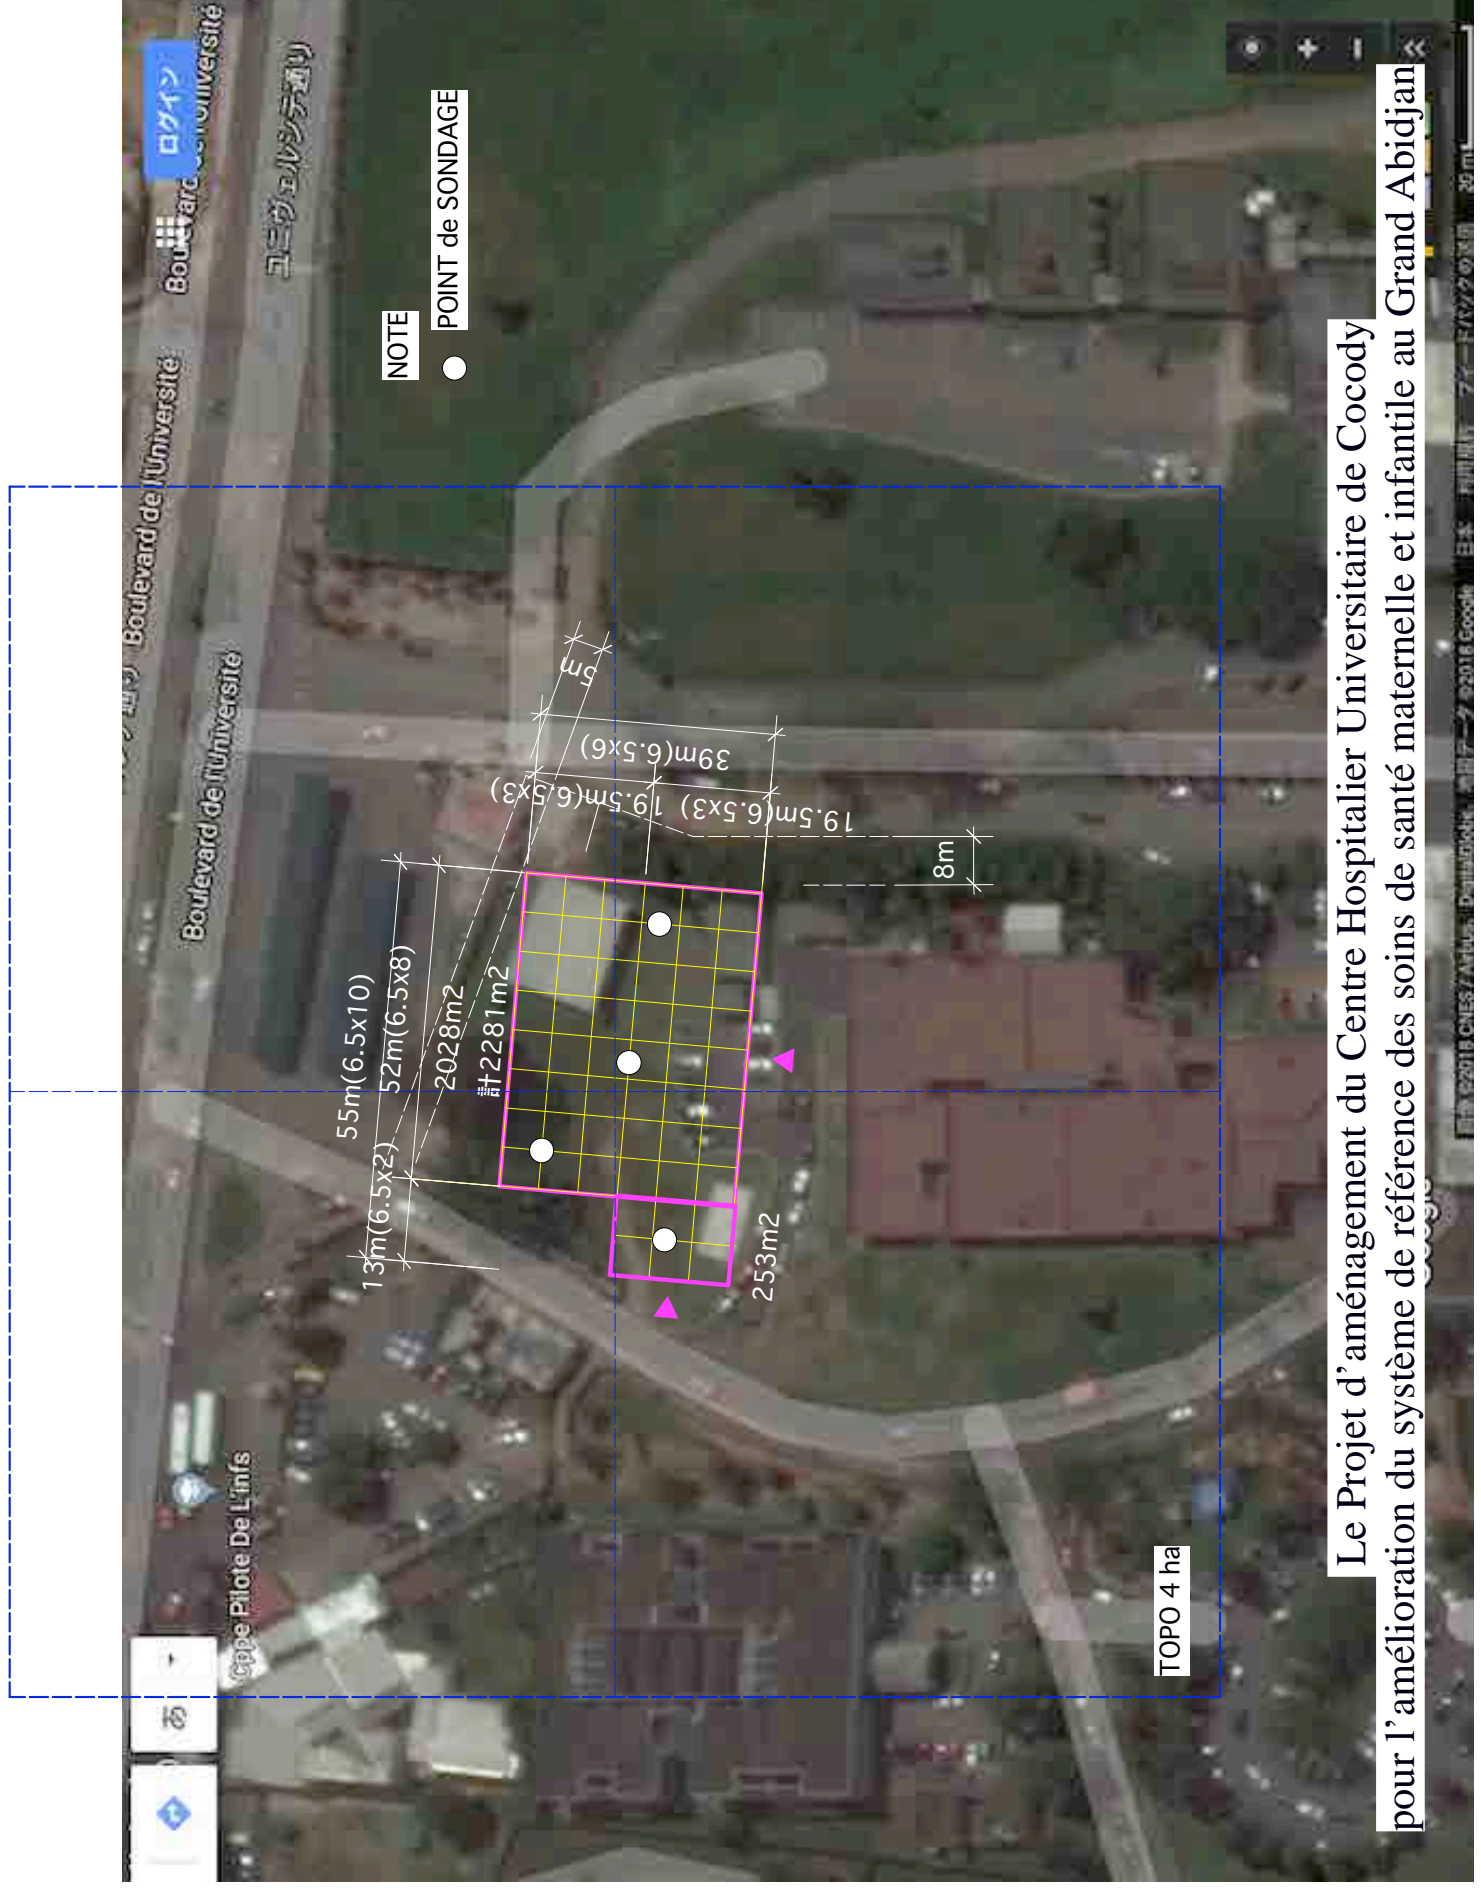 Le Projet d'aménagement du Centre Hospitalier Universitaire de Cocody
pour l'amélioration du système de référence des soins de santé maternelle et infantile au Grand Abidjan
NOTE
POINT de SONDAGE
TOPO 4 ha
55m(6.5x10)
52m(6.5x8)
13m(6.5x2)
2028m2
計2281m2
253m2
5m
39m(6.5x6)
19.5m(6.5x3)
19.5m(6.5x3)
8m
ログイン
Boulevard de l'Université
ユニヴェルシテ通り
Boulevard de l'Université
Boulevard de l'Université
cppe Pilote De L'infs
20 m